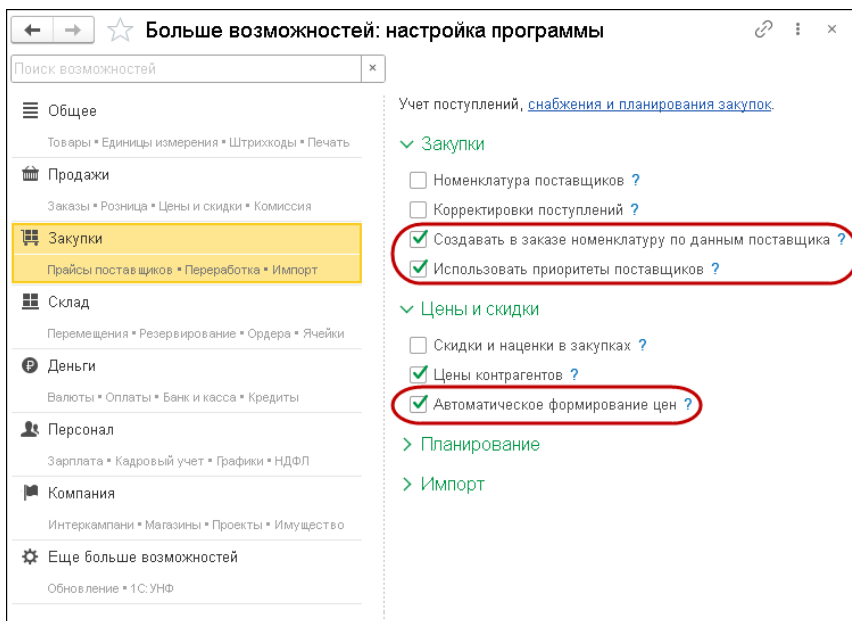 Больше возможностей: настройка программы
Поиск возможностей
Общее
Товары • Единицы измерения • Штрихкоды • Печать
Продажи
Заказы • Розница • Цены и скидки • Комиссия
Закупки
Прайсы поставщиков • Переработка • Импорт
Склад
Перемещения • Резервирование • Ордера • Ячейки
Деньги
Валюты • Оплаты • Банк и касса • Кредиты
Персонал
Зарплата • Кадровый учет • Графики • НДФЛ
Компания
Интеркампани • Магазины • Проекты • Имущество
Еще больше возможностей
Обновление • 1С:УНФ
Учет поступлений, снабжения и планирования закупок.
Закупки
Номенклатура поставщиков ?
Корректировки поступлений ?
Создавать в заказе номенклатуру по данным поставщика ?
Использовать приоритеты поставщиков ?
Цены и скидки
Скидки и наценки в закупках ?
Цены контрагентов ?
Автоматическое формирование цен ?
Планирование
Импорт